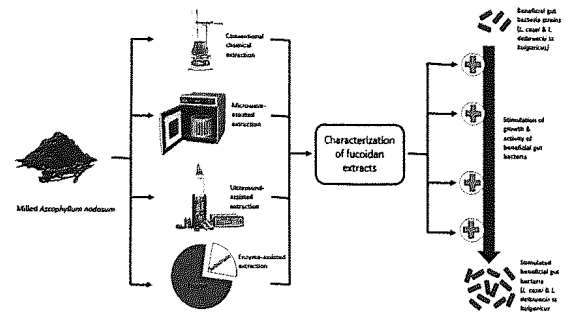 Conventional
chemical
extraction
Microwave-
assisted
extraction
Milled Ascophyllum nodosum
Ultrasound-
assisted
extraction
Enzyme-assisted
extraction
Characterization
of fucoidan
extracts
Beneficial gut
bacteria strains
(L. casei & L.
delbruecii ss
bulgaricus)
Stimulation of
growth &
activity of
beneficial gut
bacteria
Stimulated
beneficial gut
bacteria
(L. casei & L.
delbruecii ss
bulgaricus